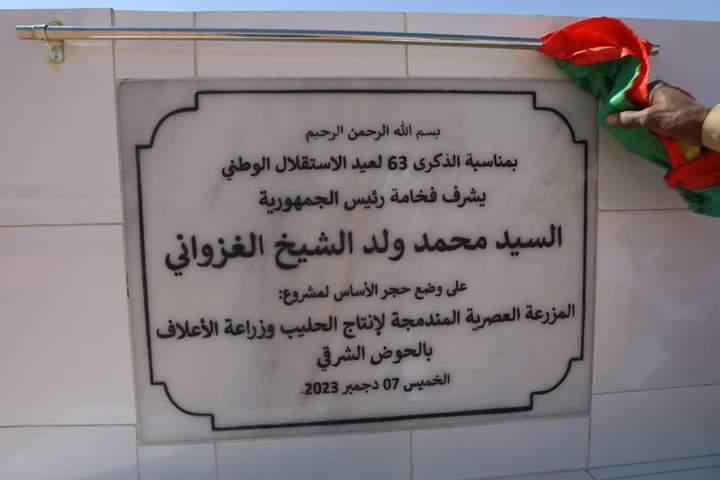 بسم الله الرحمن الرحيم
بمناسبة الذكرى 63 لعيد الاستقلال الوطني
يشرف فخامة رئيس الجمهورية
السيد محمد ولد الشيخ الغزواني
على وضع حجر الأساس لمشروع:
المزرعة العصرية المندمجة لإنتاج الحليب وزراعة الأعلاف
بالحوض الشرقي
الخميس 07 دجمبر 2023.